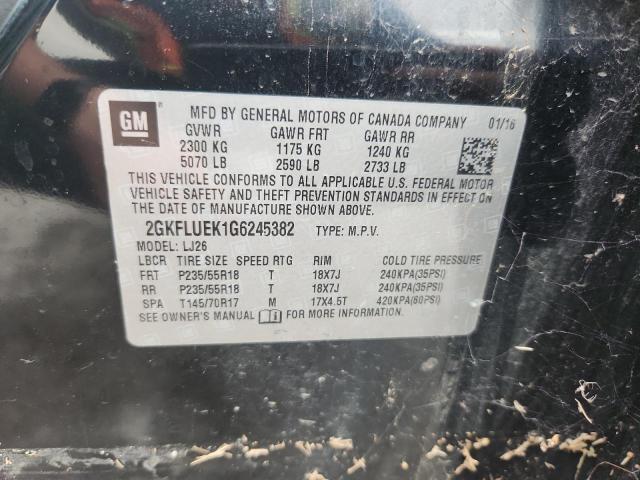 GM
MFD BY GENERAL MOTORS OF CANADA COMPANY 01/16
GVWR GAWR FRT GAWR RR
2300 KG 1175 KG 1240 KG
5070 LB 2590 LB 2733 LB
THIS VEHICLE CONFORMS TO ALL APPLICABLE U.S. FEDERAL MOTOR
VEHICLE SAFETY AND THEFT PREVENTION STANDARDS IN EFFECT ON
THE DATE OF MANUFACTURE SHOWN ABOVE.
2GKFLUEK1G6245382 TYPE: M.P.V.
MODEL: LJ26
LBCR TIRE SIZE SPEED RTG RIM COLD TIRE PRESSURE
FRT P235/55R18 T 18X7J 240KPA(35PSI)
RR P235/55R18 T 18X7J 240KPA(35PSI)
SPA T145/70R17 M 17X4.5T 420KPA(60PSI)
SEE OWNER'S MANUAL FOR MORE INFORMATION.